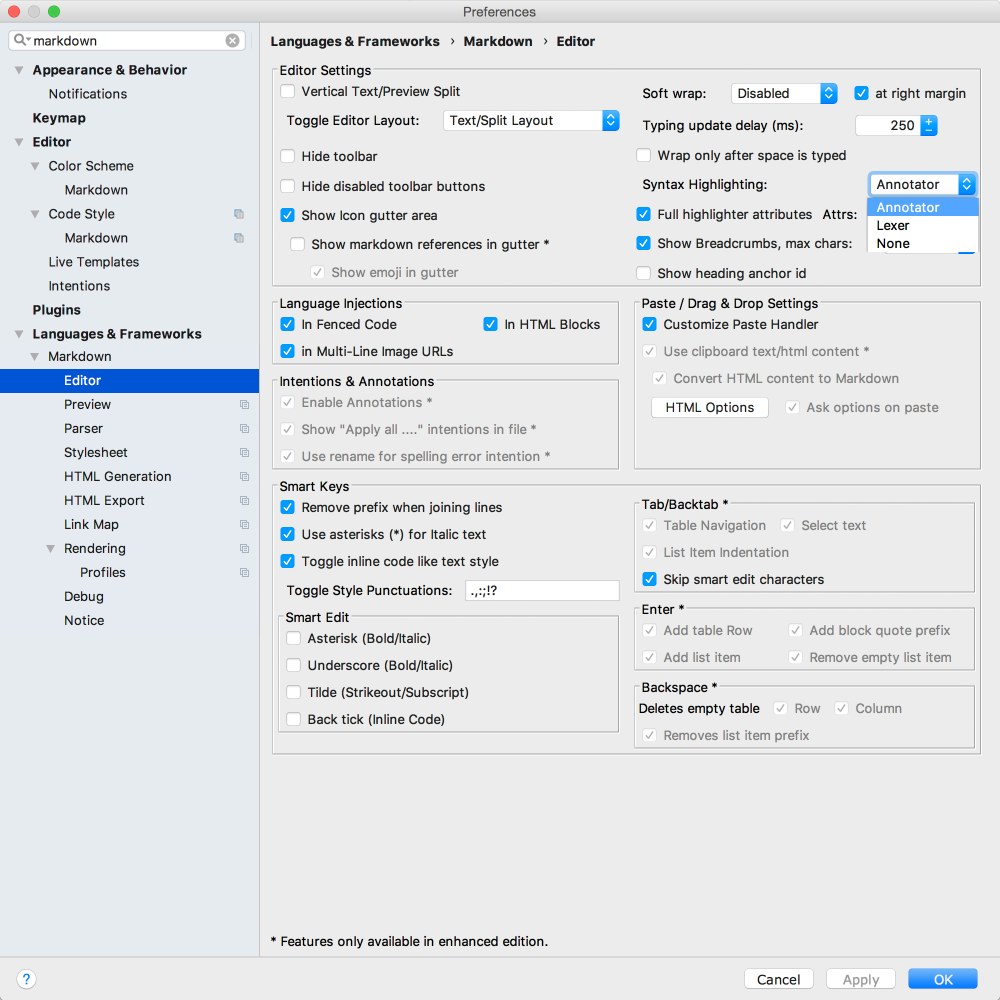 Preferences
markdown
Appearance & Behavior
Notifications
Keymap
Editor
Color Scheme
Markdown
Code Style
Markdown
Live Templates
Intentions
Plugins
Languages & Frameworks
Markdown
Editor
Preview
Parser
Stylesheet
HTML Generation
HTML Export
Link Map
Rendering
Profiles
Debug
Notice
Languages & Frameworks › Markdown › Editor
Editor Settings
Vertical Text/Preview Split
Toggle Editor Layout: Text/Split Layout
Hide toolbar
Hide disabled toolbar buttons
Show Icon gutter area
Show markdown references in gutter *
Show emoji in gutter
Soft wrap: Disabled at right margin
Typing update delay (ms): 250
Wrap only after space is typed
Syntax Highlighting: Annotator
Annotator
Lexer
None
Full highlighter attributes Attrs:
Show Breadcrumbs, max chars:
Show heading anchor id
Language Injections
In Fenced Code In HTML Blocks
in Multi-Line Image URLs
Intentions & Annotations
Enable Annotations *
Show "Apply all ...." intentions in file *
Use rename for spelling error intention *
Paste / Drag & Drop Settings
Customize Paste Handler
Use clipboard text/html content *
Convert HTML content to Markdown
HTML Options Ask options on paste
Smart Keys
Remove prefix when joining lines
Use asterisks (*) for Italic text
Toggle inline code like text style
Toggle Style Punctuations: .,:;!?
Smart Edit
Asterisk (Bold/Italic)
Underscore (Bold/Italic)
Tilde (Strikeout/Subscript)
Back tick (Inline Code)
Tab/Backtab *
Table Navigation Select text
List Item Indentation
Skip smart edit characters
Enter *
Add table Row Add block quote prefix
Add list item Remove empty list item
Backspace *
Deletes empty table Row Column
Removes list item prefix
* Features only available in enhanced edition.
? Cancel Apply OK